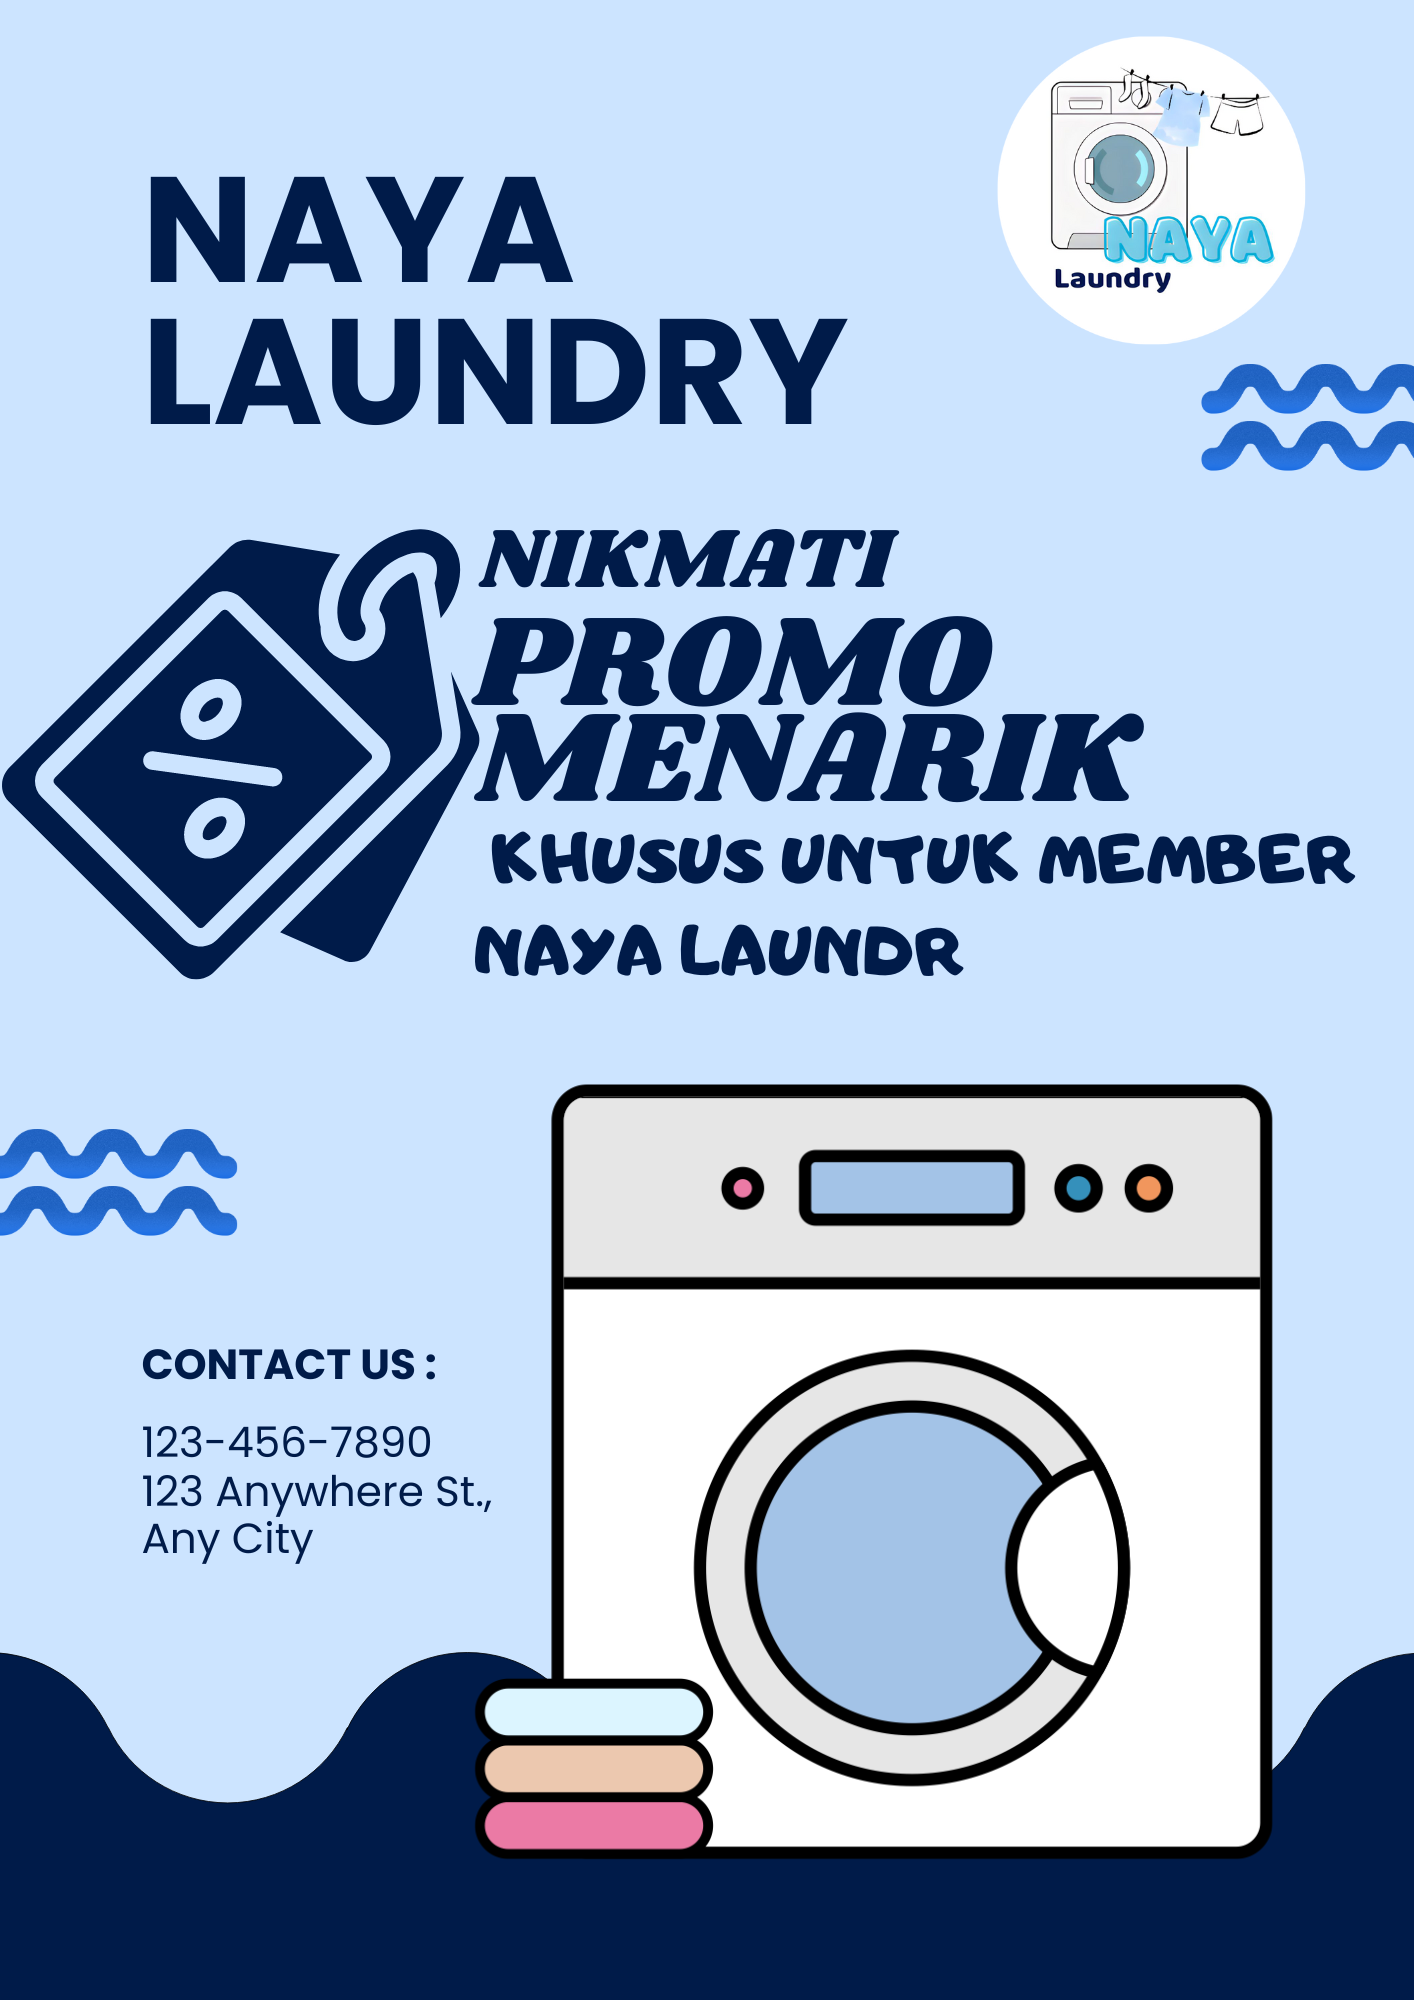 NAYA
Laundry
NAYA
LAUNDRY
NIKMATI
PROMO
MENARIK
KHUSUS UNTUK MEMBER
NAYA LAUNDR
CONTACT US :
123-456-7890
123 Anywhere St.,
Any City